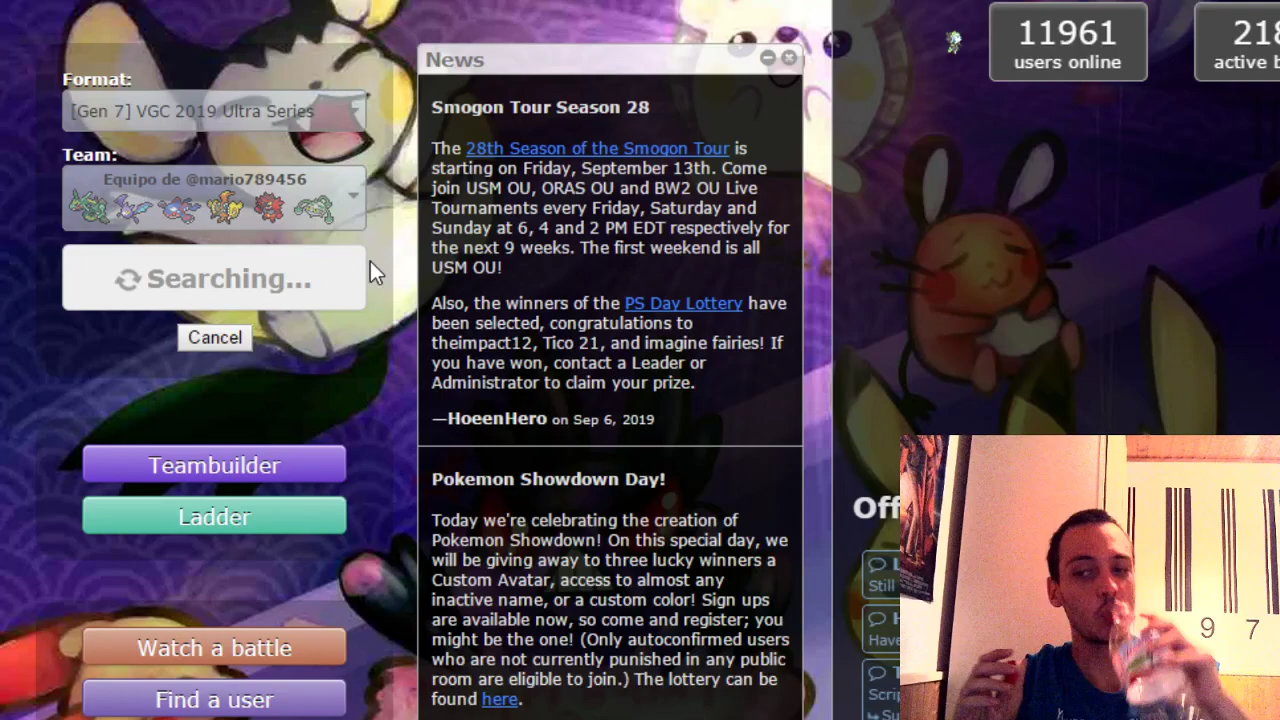 Format:
[Gen 7] VGC 2019 Ultra Series
Team:
Equipo de @mario789456
Searching...
Cancel
Teambuilder
Ladder
Watch a battle
Find a user
News
Smogon Tour Season 28
The 28th Season of the Smogon Tour is
starting on Friday, September 13th. Come
join USM OU, ORAS OU and BW2 OU Live
Tournaments every Friday, Saturday and
Sunday at 6, 4 and 2 PM EDT respectively for
the next 9 weeks. The first weekend is all
USM OU!
Also, the winners of the PS Day Lottery have
been selected, congratulations to
theimpact12, Tico 21, and imagine fairies! If
you have won, contact a Leader or
Administrator to claim your prize.
—HoeenHero on Sep 6, 2019
Pokemon Showdown Day!
Today we're celebrating the creation of
Pokemon Showdown! On this special day, we
will be giving away to three lucky winners a
Custom Avatar, access to almost any
inactive name, or a custom color! Sign ups
are available now, so come and register; you
might be the one! (Only autoconfirmed users
who are not currently punished in any public
room are eligible to join.) The lottery can be
found here.
11961
users online
218
active b
Off
L
Still
H
Have
T
Scrip
↳ Su
9 7